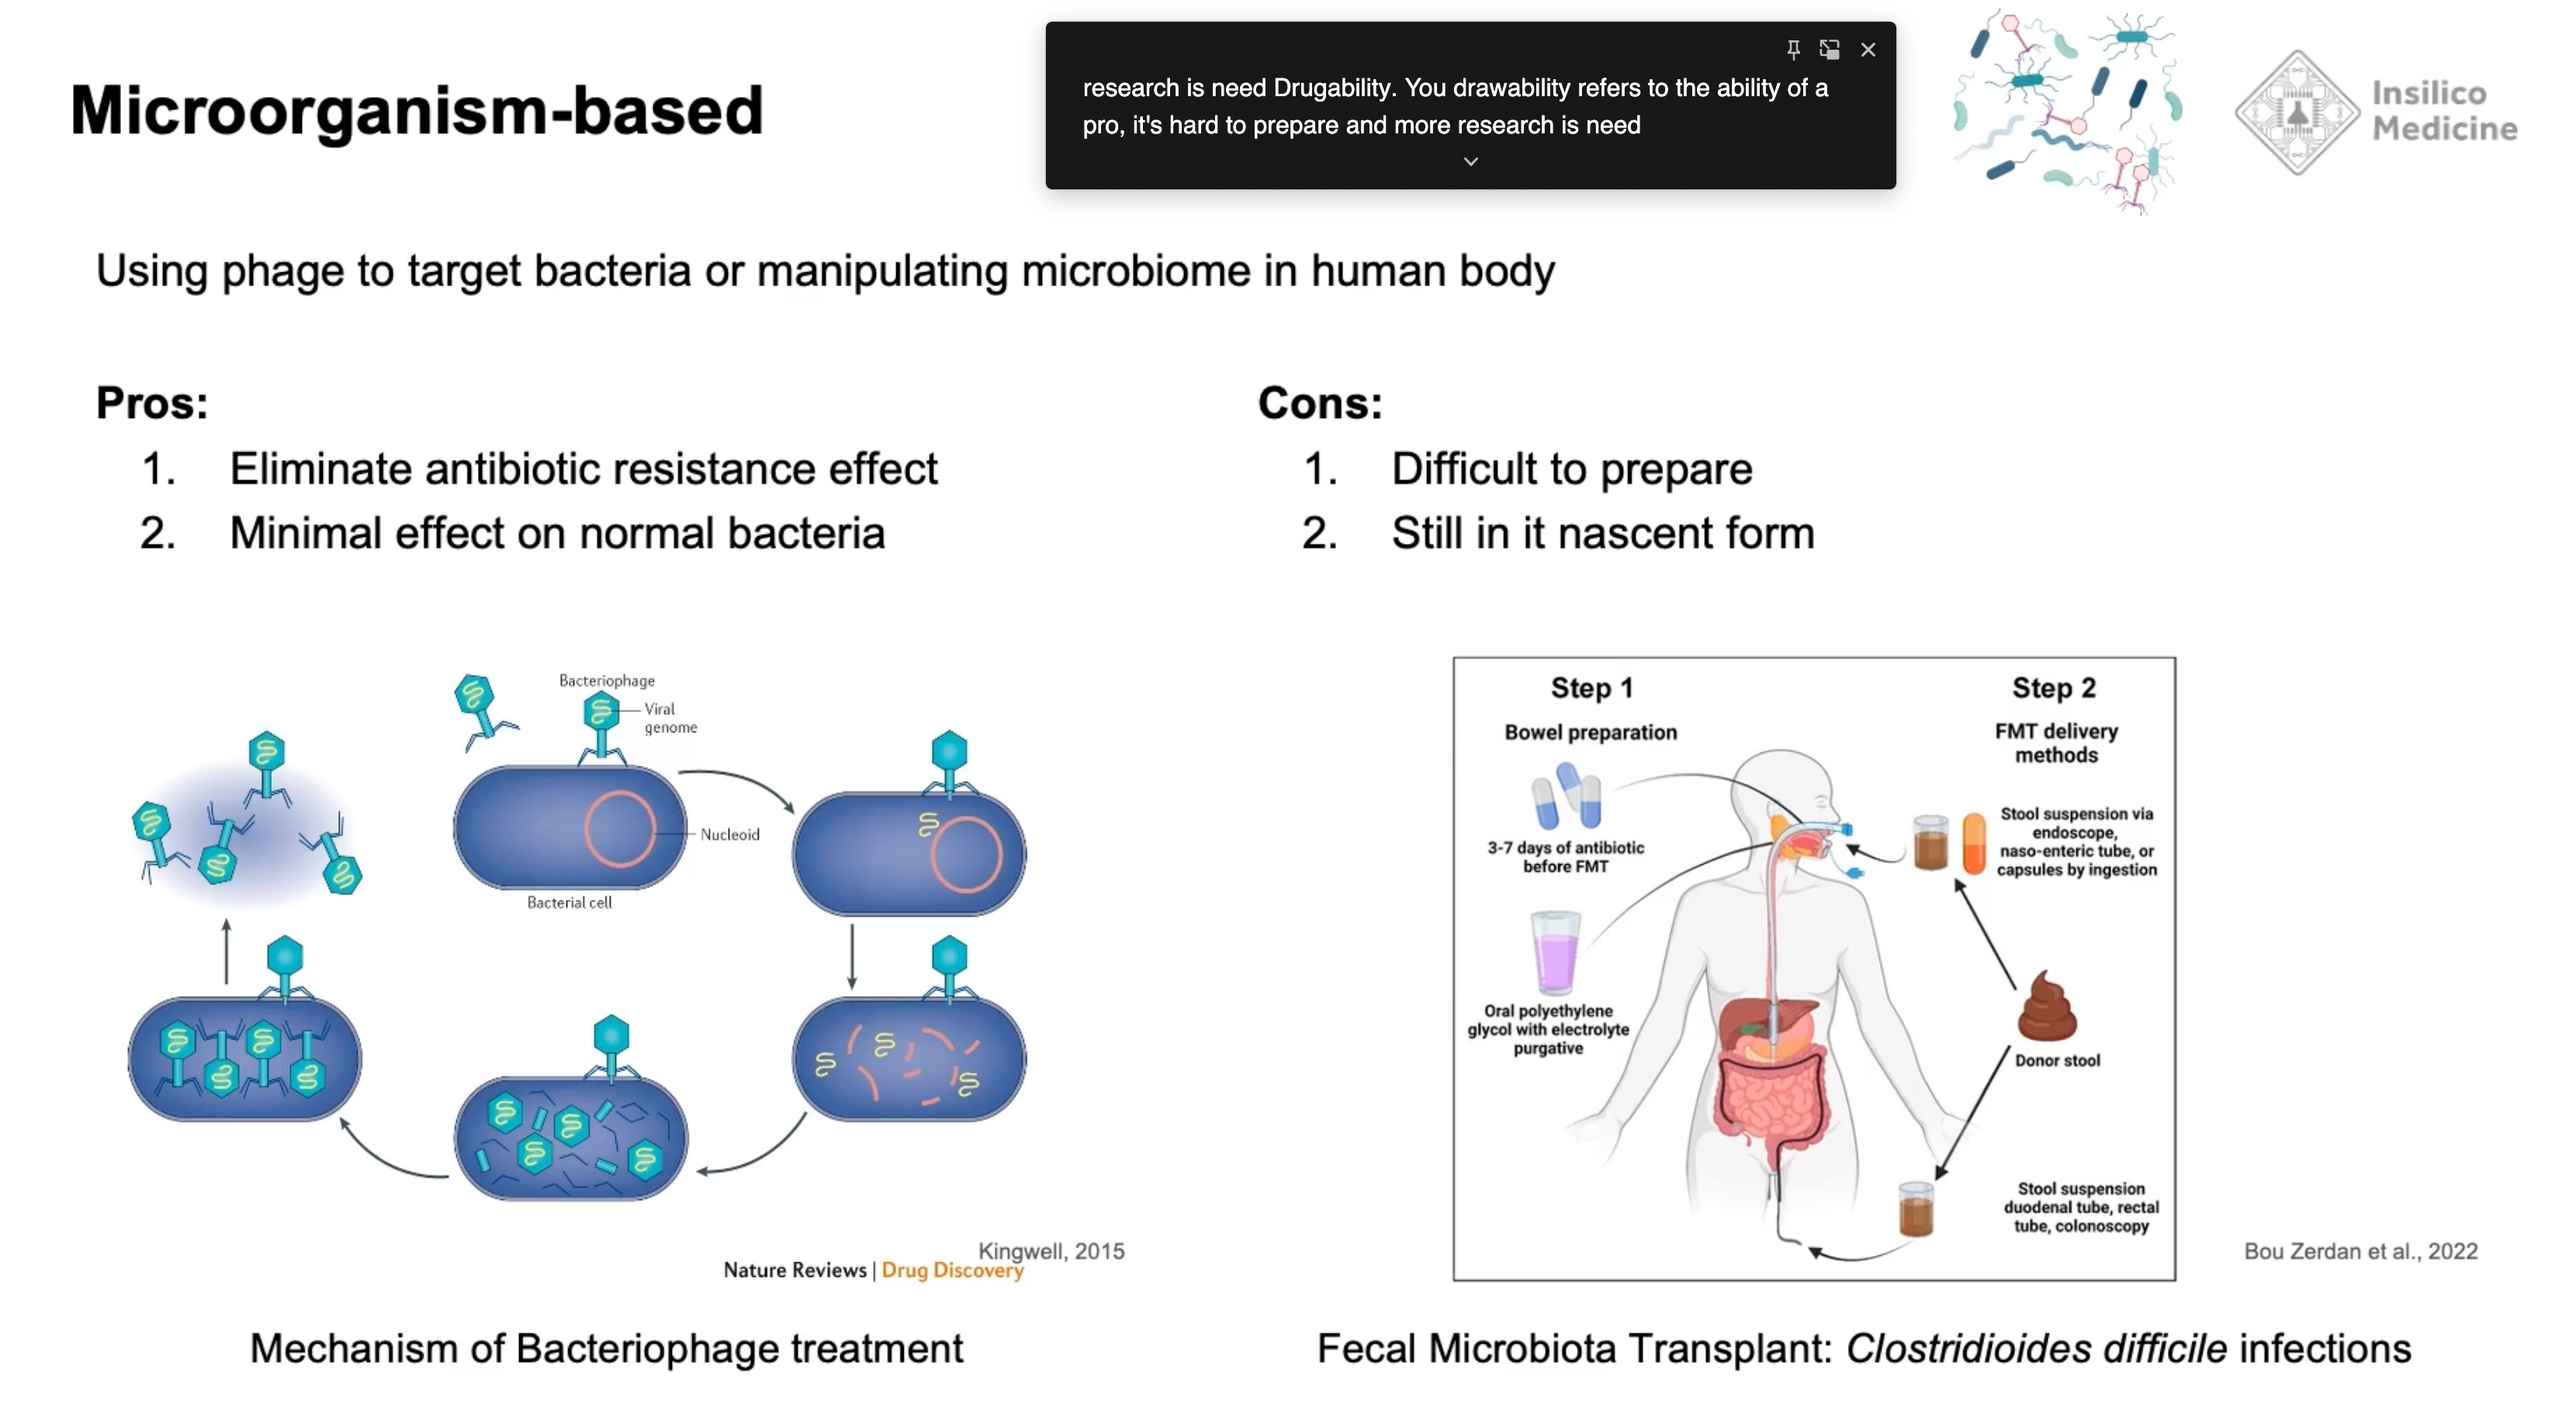 Microorganism-based
research is need Drugability. You drawability refers to the ability of a
pro, it's hard to prepare and more research is need
Insilico
Medicine
Using phage to target bacteria or manipulating microbiome in human body
Pros:
1. Eliminate antibiotic resistance effect
2. Minimal effect on normal bacteria
Cons:
1. Difficult to prepare
2. Still in it nascent form
Bacteriophage
Viral
genome
Nucleoid
Bacterial cell
Kingwell, 2015
Nature Reviews | Drug Discovery
Mechanism of Bacteriophage treatment
Step 1
Bowel preparation
3-7 days of antibiotic
before FMT
Oral polyethylene
glycol with electrolyte
purgative
Step 2
FMT delivery
methods
Stool suspension via
endoscope,
naso-enteric tube, or
capsules by ingestion
Donor stool
Stool suspension
duodenal tube, rectal
tube, colonoscopy
Bou Zerdan et al., 2022
Fecal Microbiota Transplant: Clostridioides difficile infections